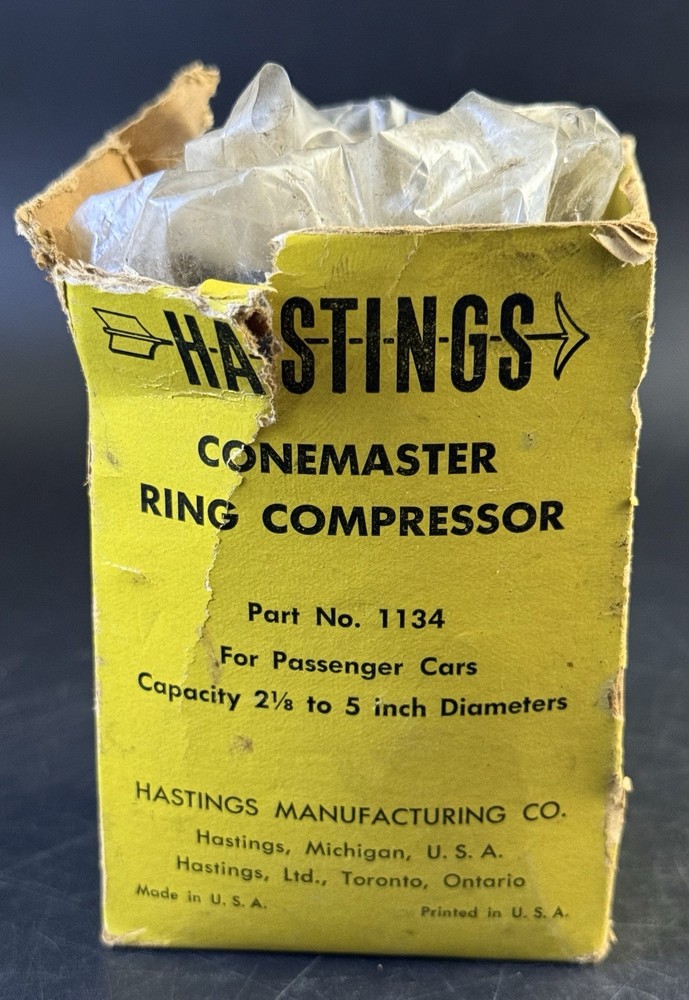 HASTINGS
CONEMASTER
RING COMPRESSOR
Part No. 1134
For Passenger Cars
Capacity 2⅛ to 5 inch Diameters
HASTINGS MANUFACTURING CO.
Hastings, Michigan, U. S. A.
Hastings, Ltd., Toronto, Ontario
Made in U. S. A.
Printed in U. S. A.